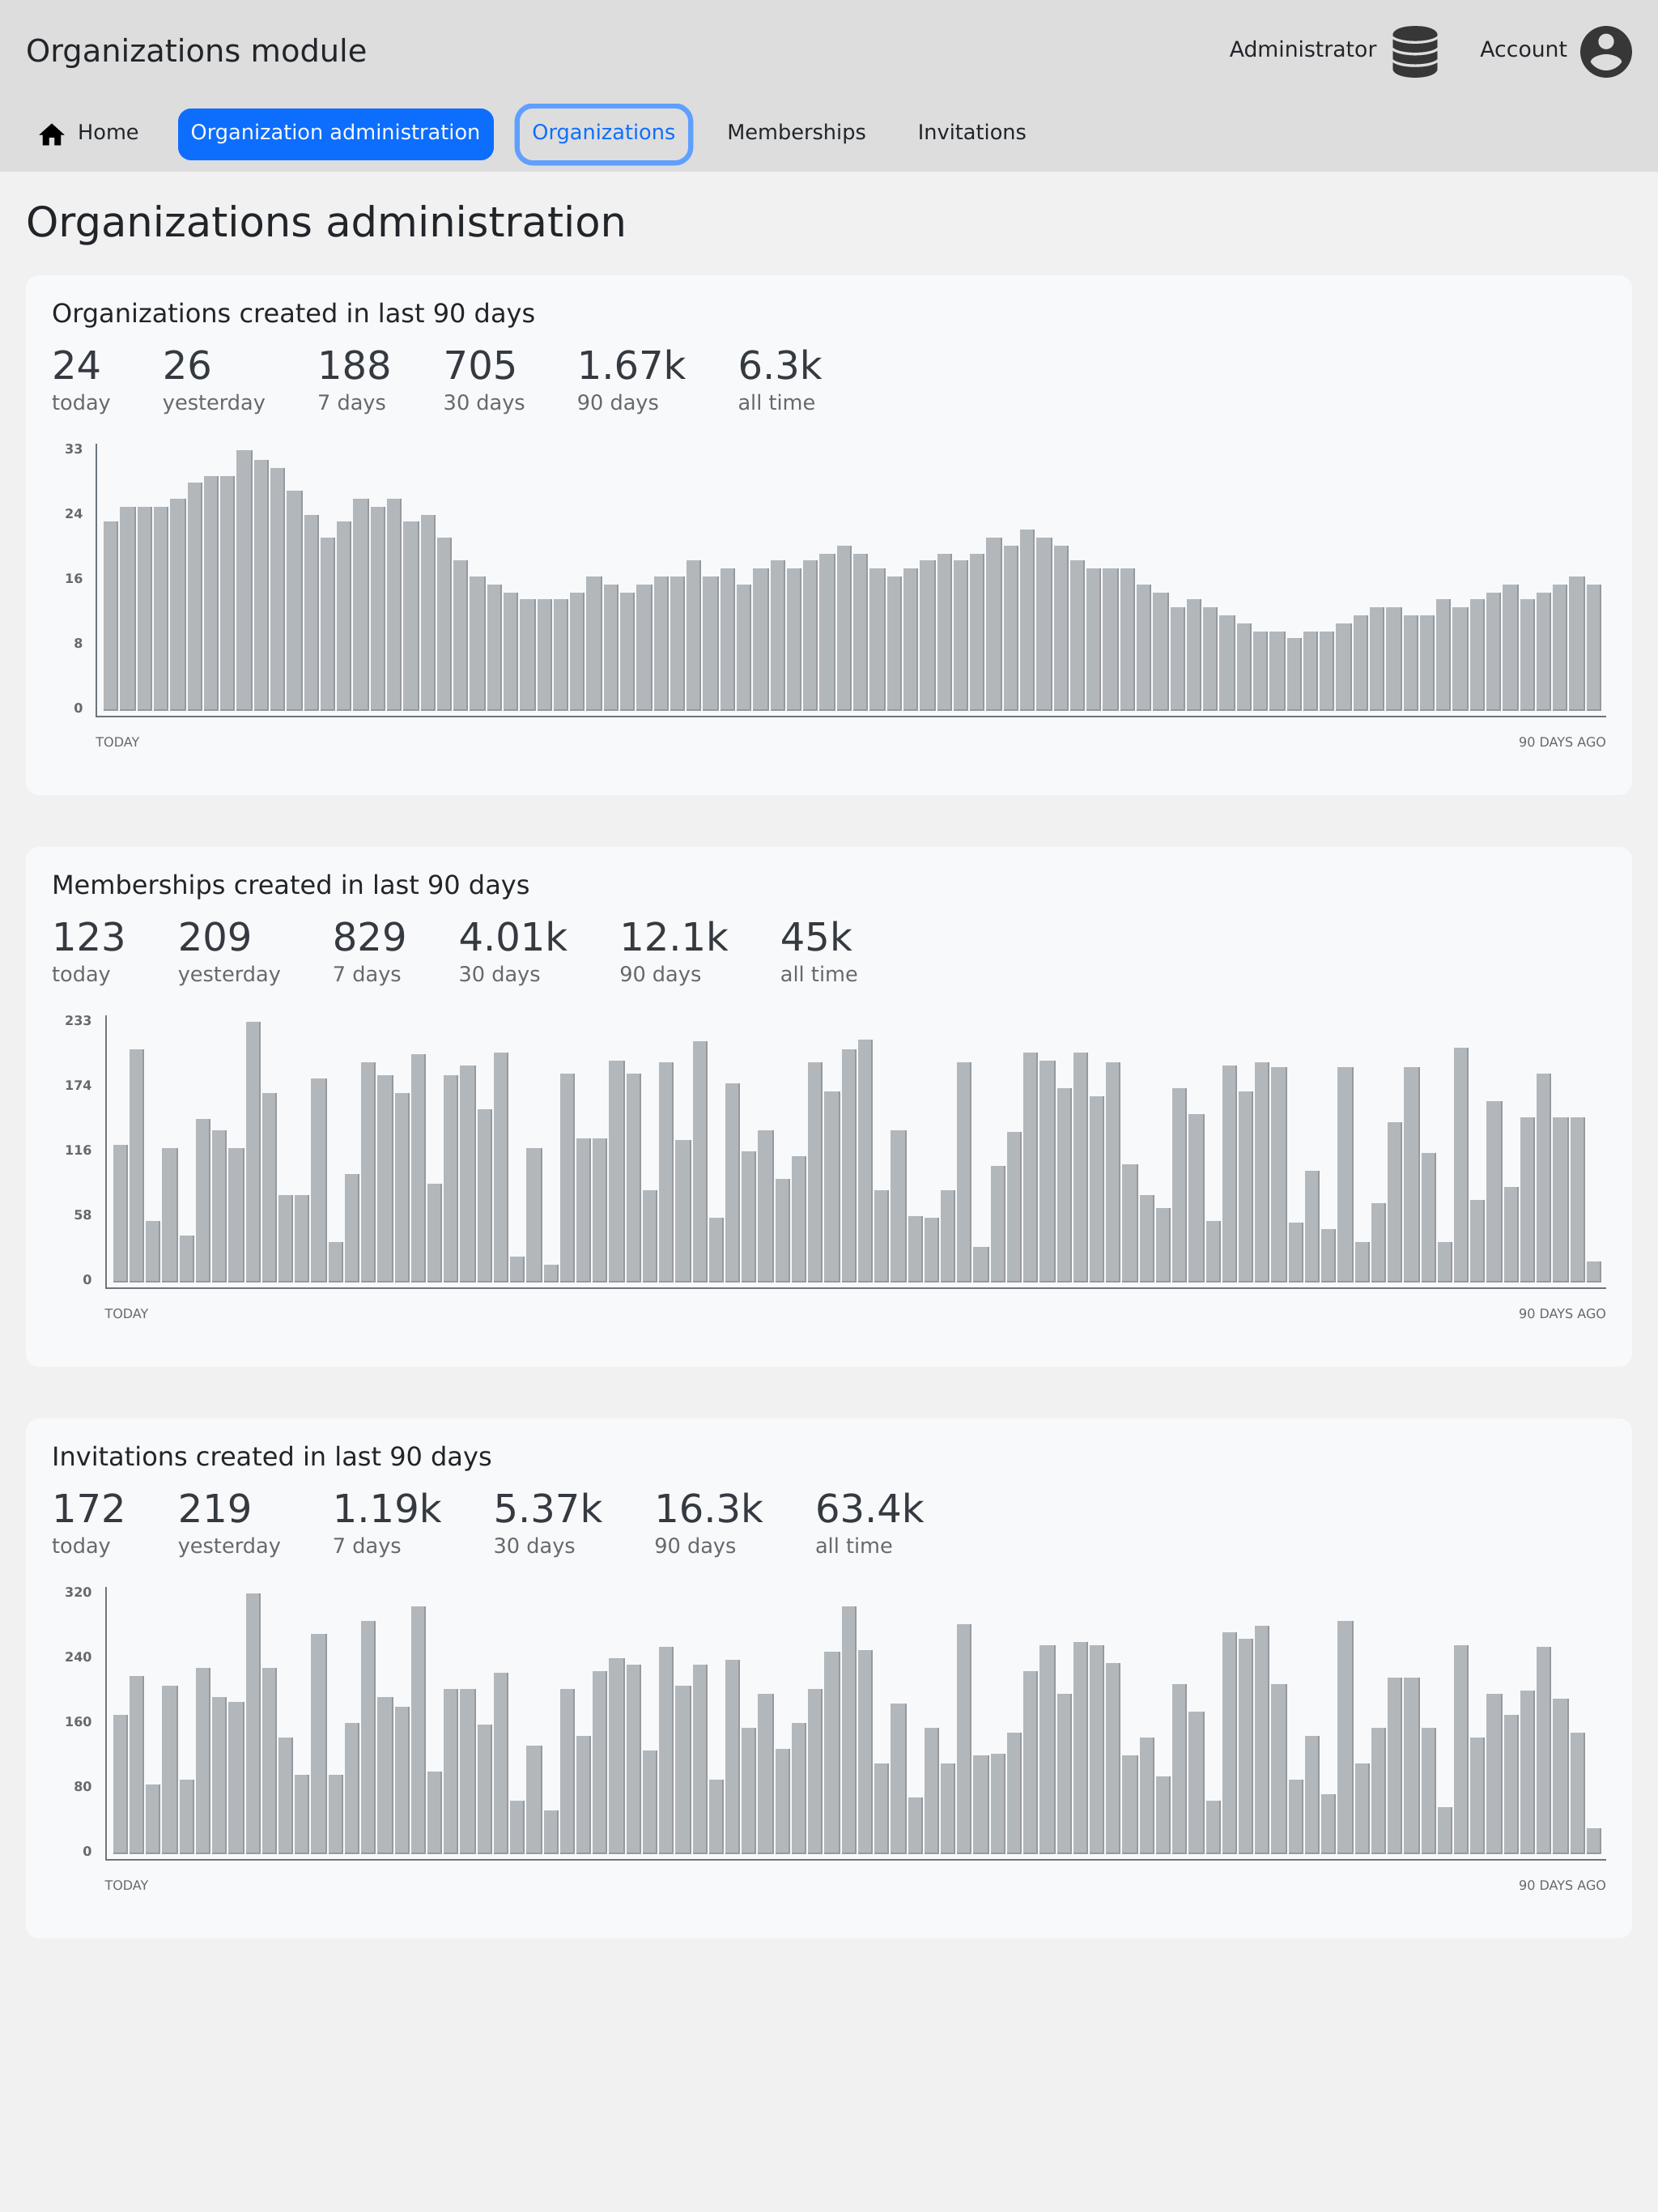 Organizations module
Administrator
Account
Home
Organization administration
Organizations
Memberships
Invitations
Organizations administration
Organizations created in last 90 days
24 26 188 705 1.67k 6.3k
today yesterday 7 days 30 days 90 days all time
33
24
16
8
0
TODAY 90 DAYS AGO
Memberships created in last 90 days
123 209 829 4.01k 12.1k 45k
today yesterday 7 days 30 days 90 days all time
233
174
116
58
0
TODAY 90 DAYS AGO
Invitations created in last 90 days
172 219 1.19k 5.37k 16.3k 63.4k
today yesterday 7 days 30 days 90 days all time
320
240
160
80
0
TODAY 90 DAYS AGO